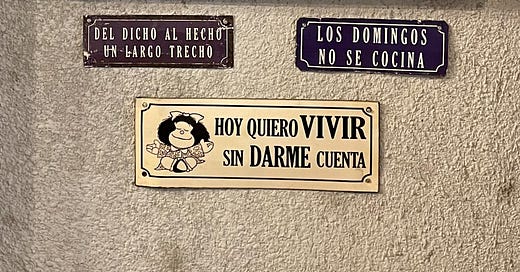 DEL DICHO AL HECHO
UN LARGO TRECHO
LOS DOMINGOS
NO SE COCINA
HOY QUIERO VIVIR
SIN DARME CUENTA